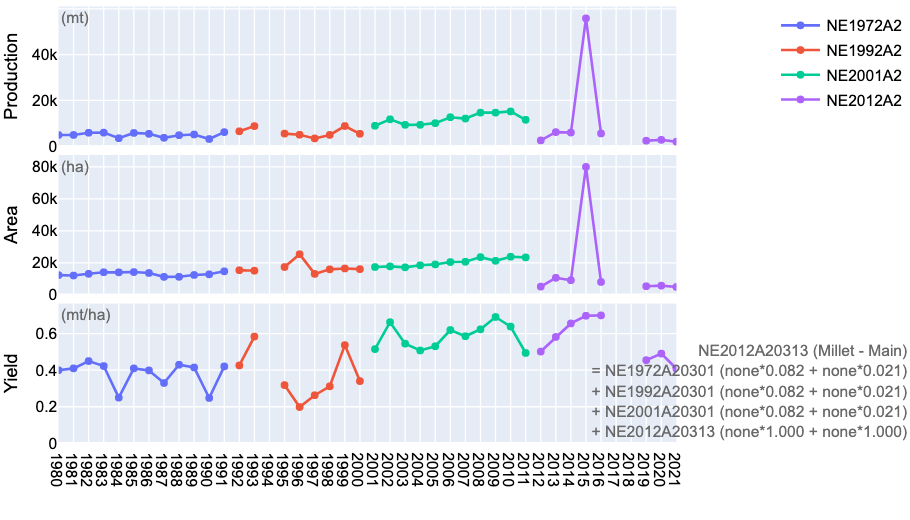 (mt)
Production
40k
20k
0
NE1972A2
NE1992A2
NE2001A2
NE2012A2
(ha)
Area
80k
60k
40k
20k
0
(mt/ha)
Yield
0.6
0.4
0.2
0
NE2012A20313 (Millet - Main)
= NE1972A20301 (none*0.082 + none*0.021)
+ NE1992A20301 (none*0.082 + none*0.021)
+ NE2001A20301 (none*0.082 + none*0.021)
+ NE2012A20313 (none*1.000 + none*1.000)
1980
1981
1982
1983
1984
1985
1986
1987
1988
1989
1990
1991
1992
1993
1994
1995
1996
1997
1998
1999
2000
2001
2002
2003
2004
2005
2006
2007
2008
2009
2010
2011
2012
2013
2014
2015
2016
2017
2018
2019
2020
2021